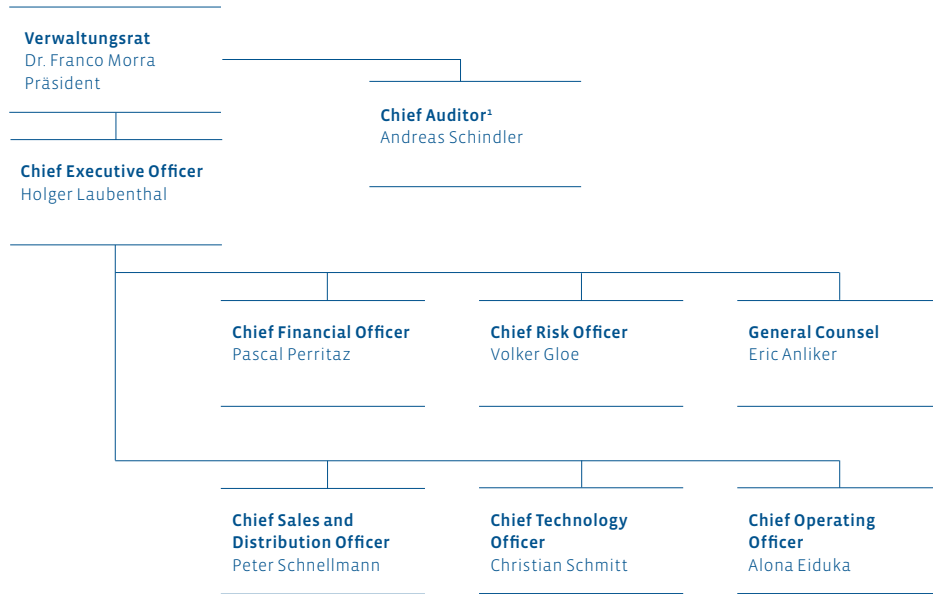 Verwaltungsrat
Dr. Franco Morra
Präsident
Chief Auditor¹
Andreas Schindler
Chief Executive Officer
Holger Laubenthal
Chief Financial Officer
Pascal Perritaz
Chief Risk Officer
Volker Gloe
General Counsel
Eric Anliker
Chief Sales and
Distribution Officer
Peter Schnellmann
Chief Technology
Officer
Christian Schmitt
Chief Operating
Officer
Alona Eiduka